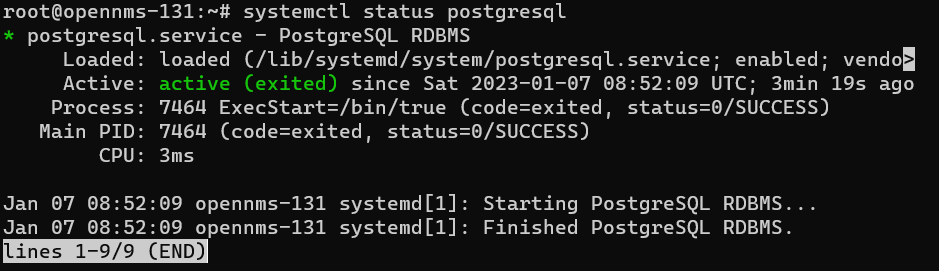 root@opennms-131:~# systemctl status postgresql
* postgresql.service - PostgreSQL RDBMS
     Loaded: loaded (/lib/systemd/system/postgresql.service; enabled; vendo>
     Active: active (exited) since Sat 2023-01-07 08:52:09 UTC; 3min 19s ago
    Process: 7464 ExecStart=/bin/true (code=exited, status=0/SUCCESS)
   Main PID: 7464 (code=exited, status=0/SUCCESS)
        CPU: 3ms

Jan 07 08:52:09 opennms-131 systemd[1]: Starting PostgreSQL RDBMS...
Jan 07 08:52:09 opennms-131 systemd[1]: Finished PostgreSQL RDBMS.
lines 1-9/9 (END)